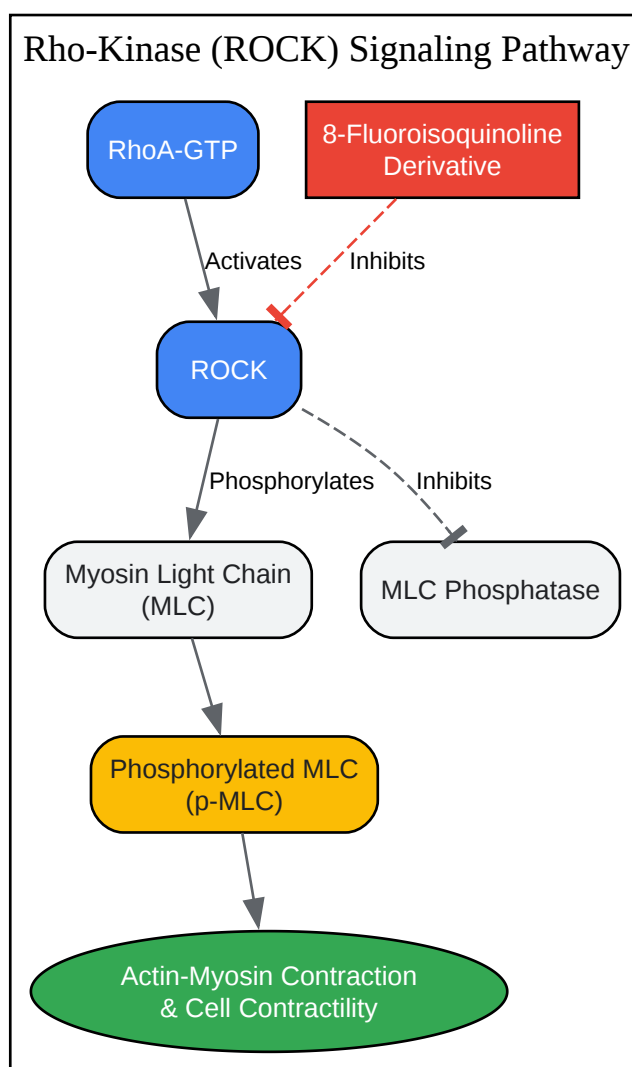 Rho-Kinase (ROCK) Signaling Pathway
RhoA-GTP
8-Fluoroisoquinoline
Derivative
Activates
Inhibits
ROCK
Phosphorylates
Inhibits
Myosin Light Chain
(MLC)
MLC Phosphatase
Phosphorylated MLC
(p-MLC)
Actin-Myosin Contraction
& Cell Contractility